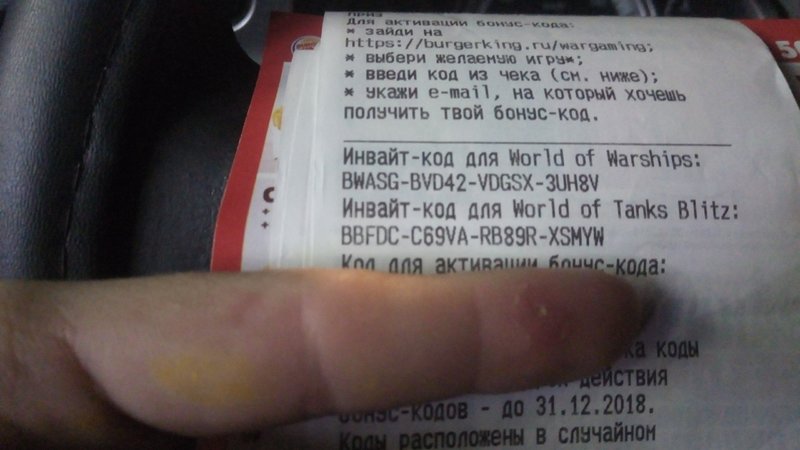 приз
Для активации бонус-кода:
* зайди на
https://burgerking.ru/wargaming;
* выбери желаемую игру*;
* введи код из чека (см. ниже);
* укажи e-mail, на который хочешь
получить твой бонус-код.
Инвайт-код для World of Warships:
BWASG-BVD42-VDGSX-3UH8V
Инвайт-код для World of Tanks Blitz:
BBFDC-C69VA-RB89R-XSMYW
Код для активации бонус-кода:
коды
действия
бонус-кодов - до 31.12.2018.
Коды расположены в случайном